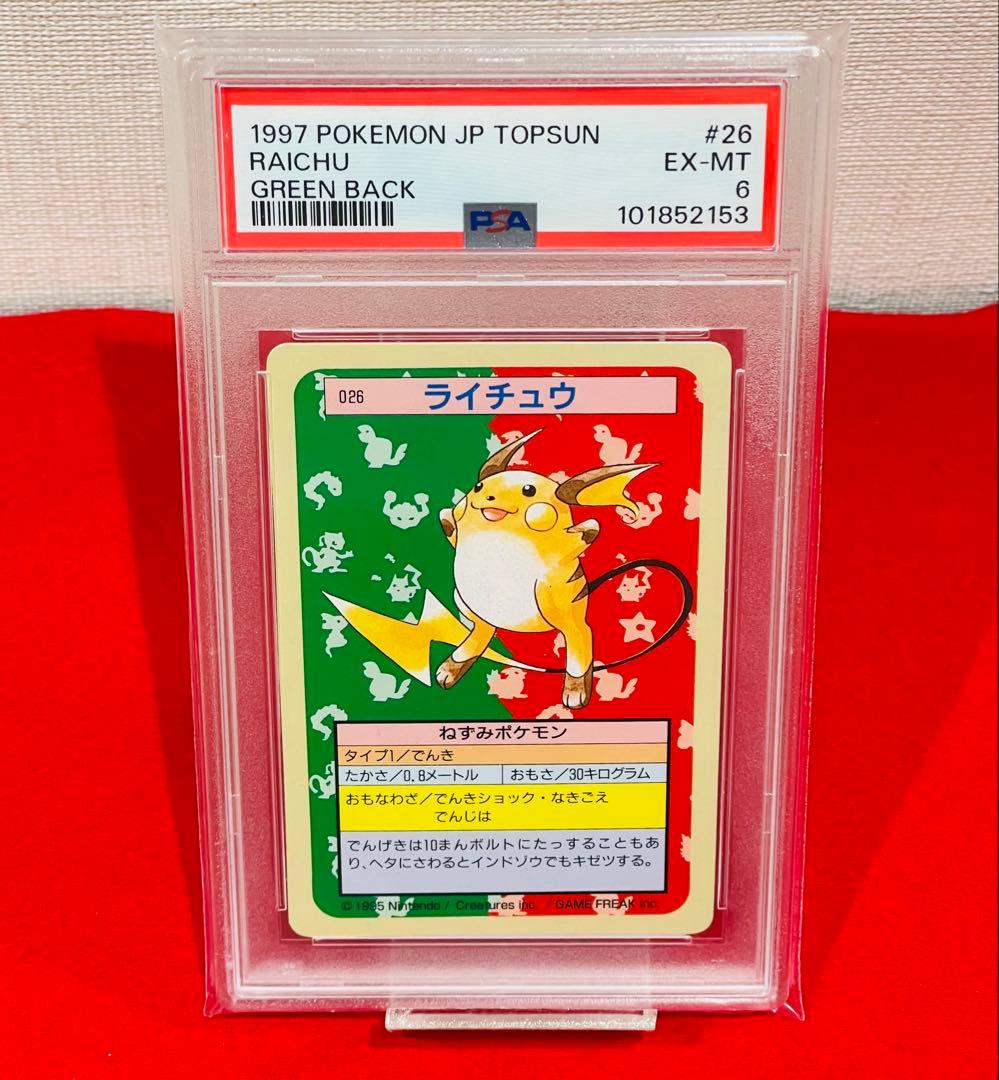 1997 POKEMON JP TOPSUN #26
RAICHU EX-MT
GREEN BACK 6
PSA 101852153
026 ライチュウ
ねずみポケモン
タイプ1/でんき
たかさ/0.8メートル おもさ/30キログラム
おもなわざ/でんきショック・なきごえ
でんじは
でんげきは10まんボルトにたっすることもあ
り、ヘタにさわるとインドゾウでもキゼツする。
©1995 Nintendo / Creatures inc. / GAME FREAK inc.